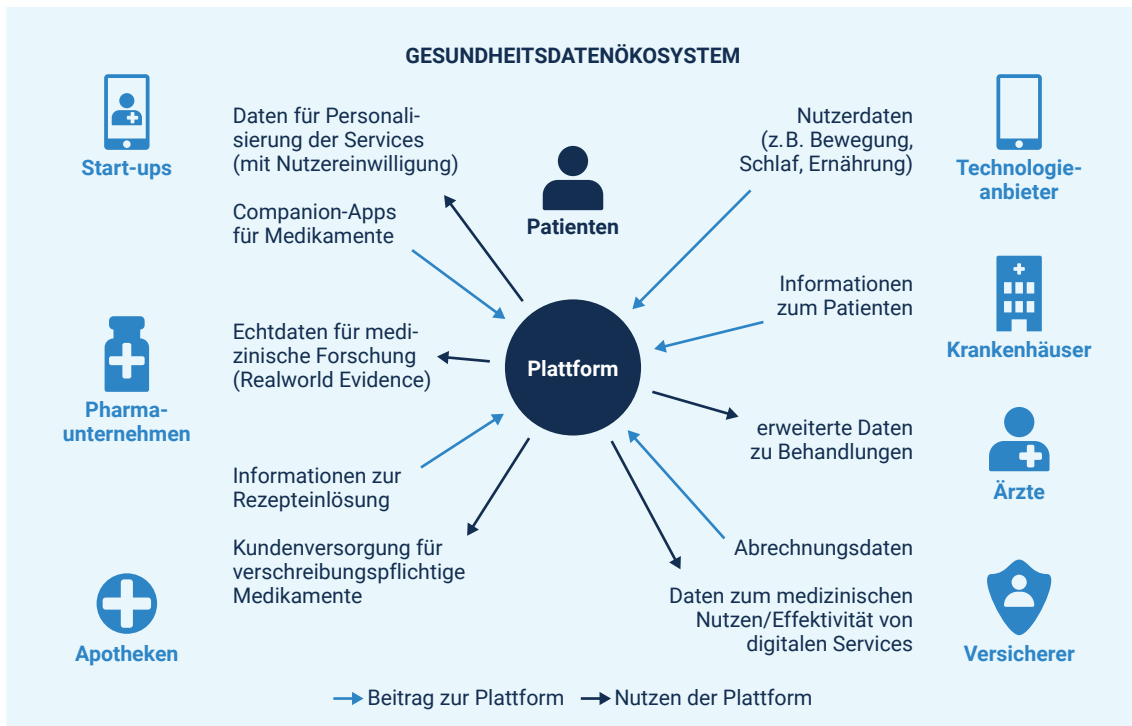 GESUNDHEITSDATENÖKOSYSTEM
Start-ups
Daten für Personali-
sierung der Services
(mit Nutzereinwilligung)
Companion-Apps
für Medikamente
Patienten
Nutzerdaten
(z.B. Bewegung,
Schlaf, Ernährung)
Technologie-
anbieter
Informationen
zum Patienten
Krankenhäuser
Echtdaten für medi-
zinische Forschung
(Realworld Evidence)
Plattform
Pharma-
unternehmen
erweiterte Daten
zu Behandlungen
Ärzte
Informationen zur
Rezepteinlösung
Kundenversorgung für
verschreibungspflichtige
Medikamente
Apotheken
Abrechnungsdaten
Daten zum medizinischen
Nutzen/Effektivität von
digitalen Services
Versicherer
Beitrag zur Plattform
Nutzen der Plattform